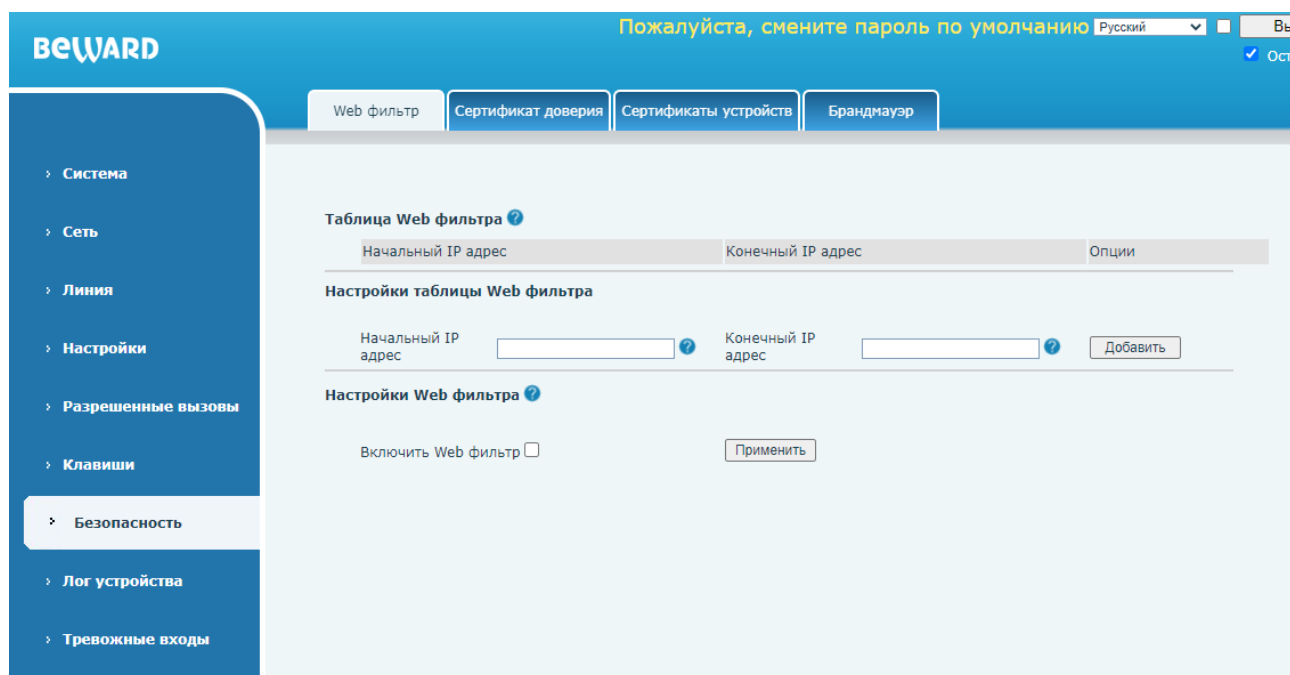 Пожалуйста, смените пароль по умолчанию Русский
BEWARD
Web фильтр Сертификат доверия Сертификаты устройств Брандмауэр
Система
Сеть
Линия
Настройки
Разрешенные вызовы
Клавиши
Безопасность
Лог устройства
Тревожные входы
Таблица Web фильтра
Начальный IP адрес Конечный IP адрес Опции
Настройки таблицы Web фильтра
Начальный IP адрес Конечный IP адрес Добавить
Настройки Web фильтра
Включить Web фильтр Применить